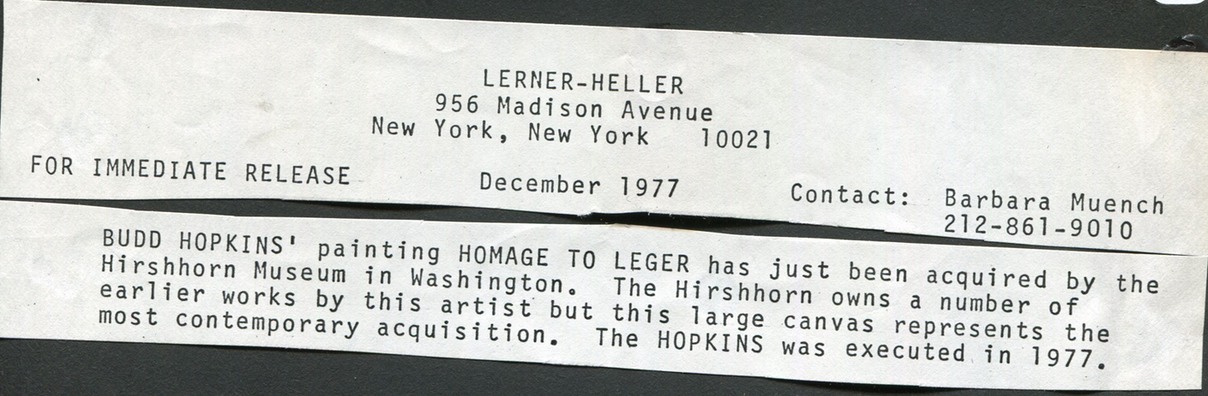 LERNER-HELLER
956 Madison Avenue
New York, New York 10021
FOR IMMEDIATE RELEASE December 1977 Contact: Barbara Muench
212-861-9010
BUDD HOPKINS' painting HOMAGE TO LEGER has just been acquired by the
Hirshhorn Museum in Washington. The Hirshhorn owns a number of
earlier works by this artist but this large canvas represents the
most contemporary acquisition. The HOPKINS was executed in 1977.